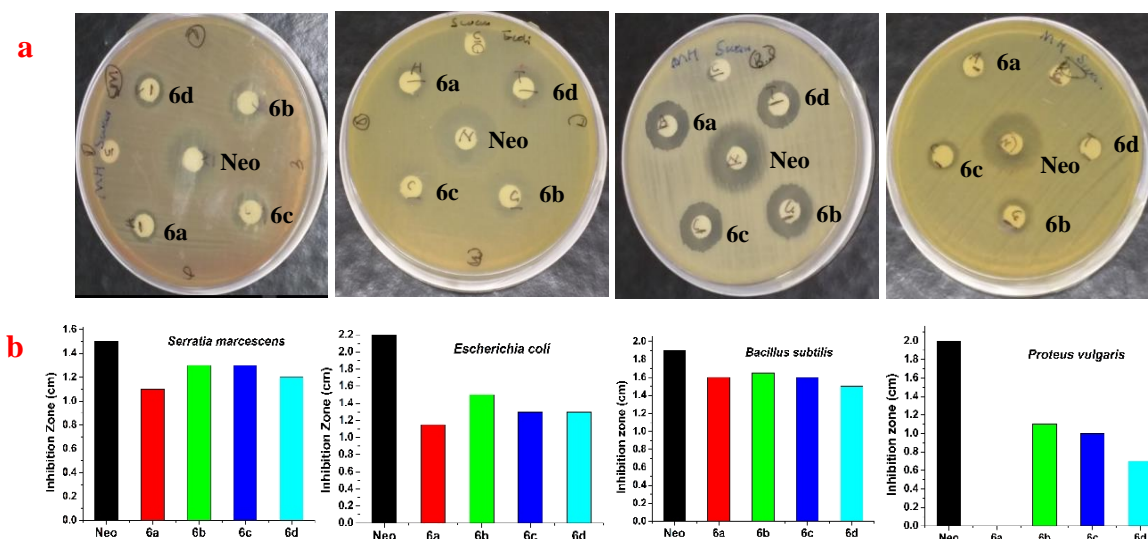 a
6d
6b
Neo
6c
6a
Scorau E.coli
6a
6d
Neo
6c
6b
MH
6d
6a
Neo
6b
6c
MH
6a
6d
6c
Neo
6b
b
Serratia marcescens
Inhibition Zone (cm)
1.6
1.4
1.2
1.0
0.8
0.6
0.4
0.2
0.0
Neo 6a 6b 6c 6d
Escherichia coli
Inhibition Zone (cm)
2.2
2.0
1.8
1.6
1.4
1.2
1.0
0.8
0.6
0.4
0.2
0.0
Neo 6a 6b 6c 6d
Bacillus subtilis
Inhibition zone (cm)
2.0
1.8
1.6
1.4
1.2
1.0
0.8
0.6
0.4
0.2
0.0
Neo 6a 6b 6c 6d
Proteus vulgaris
Inhibition zone (cm)
2.0
1.8
1.6
1.4
1.2
1.0
0.8
0.6
0.4
0.2
0.0
Neo 6a 6b 6c 6d